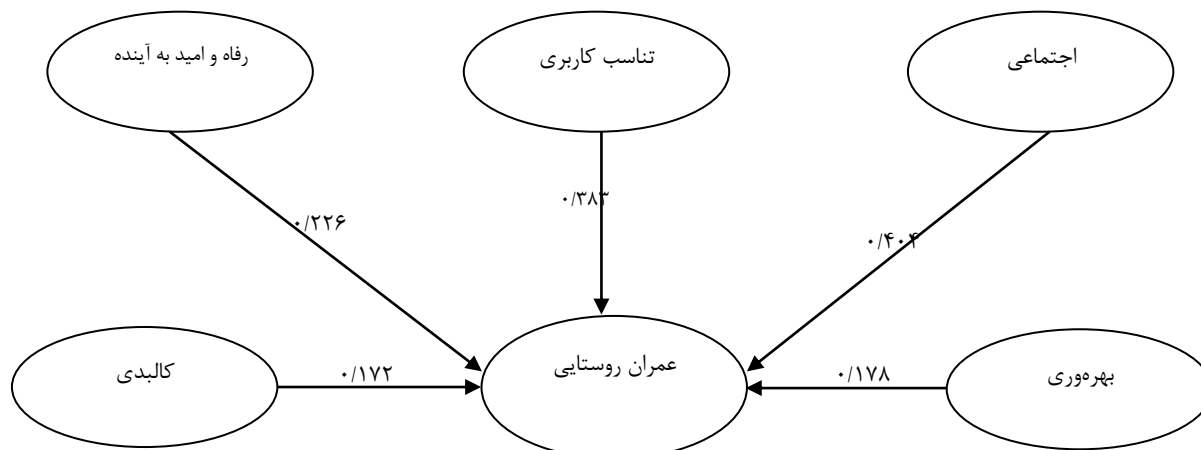 اجتماعی
تناسب کاربری
رفاه و امید به آینده
۰/۳۸۳
۰/۲۲۶
۰/۴۰۴
عمران روستایی
بهره‌وری
کالبدی
۰/۱۷۸
۰/۱۷۲